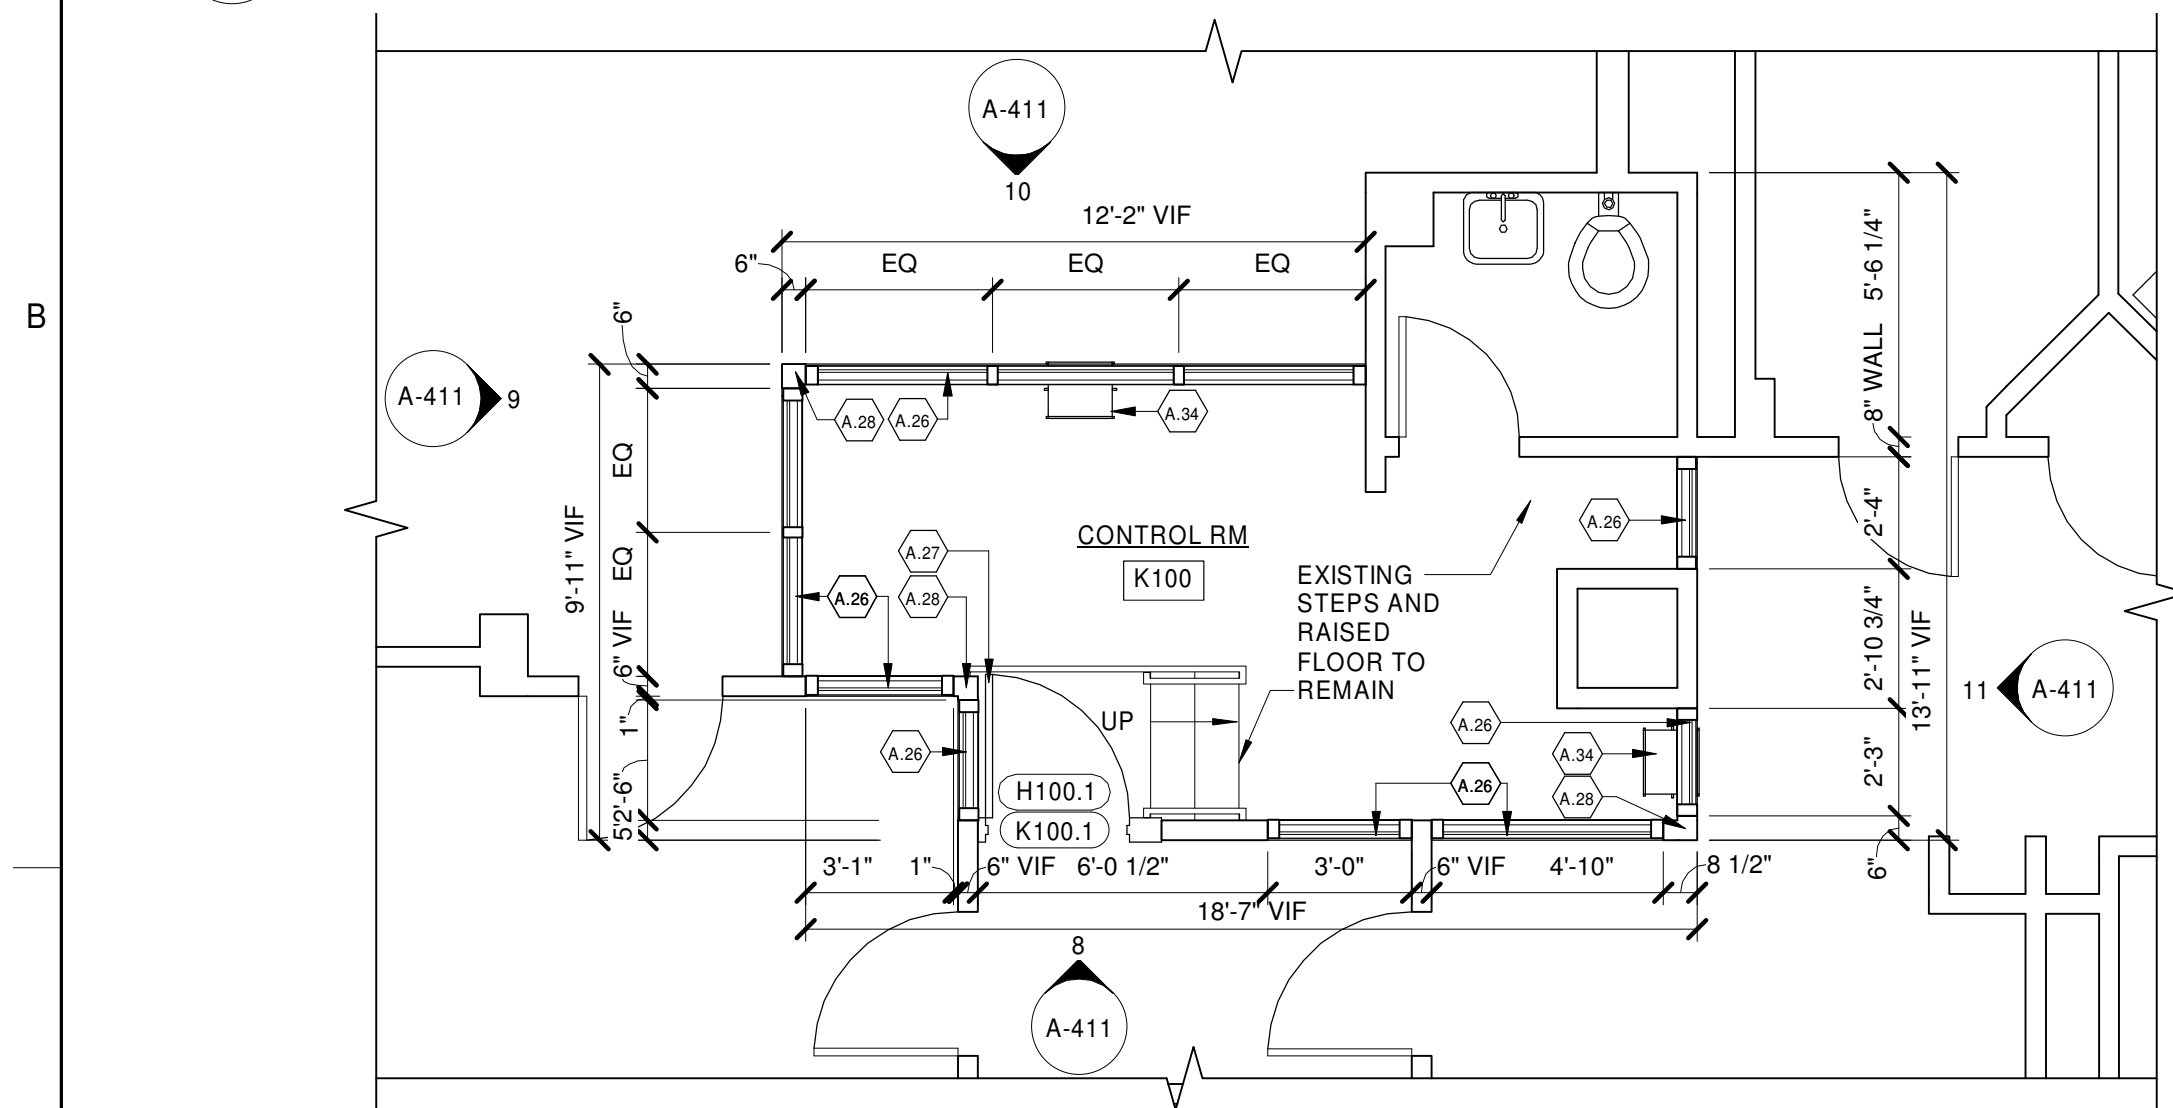 A-411
10
12'-2" VIF
6"
EQ
EQ
EQ
B
6"
A-411
9
EQ
EQ
9'-11" VIF
6" VIF
1"
2'-6"
5"
A.28
A.26
A.34
5'-6 1/4"
8" WALL
2'-4"
2'-10 3/4"
13'-11" VIF
2'-3"
6"
A.26
CONTROL RM
K100
A.27
A.28
A.26
EXISTING
STEPS AND
RAISED
FLOOR TO
REMAIN
11
A-411
UP
A.26
A.26
A.34
A.28
A.26
H100.1
K100.1
3'-1"
1"
6" VIF
6'-0 1/2"
3'-0"
6" VIF
4'-10"
8 1/2"
18'-7" VIF
8
A-411